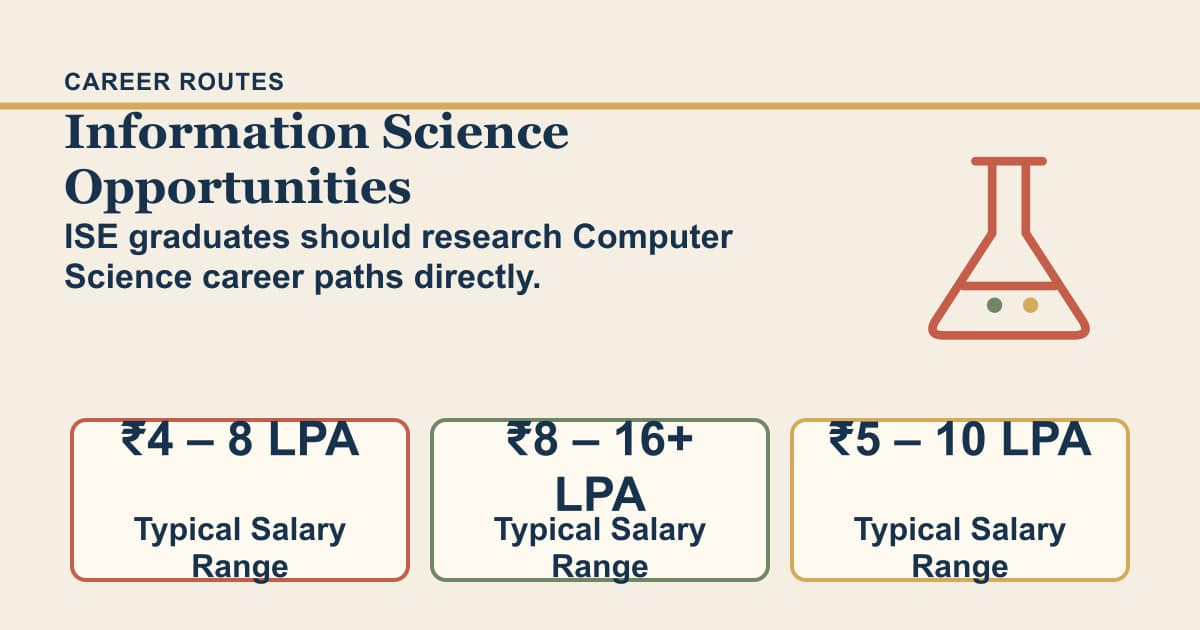 CAREER ROUTES
Information Science
Opportunities
ISE graduates should research Computer
Science career paths directly.
₹4 – 8 LPA
Typical Salary
Range
₹8 – 16+
LPA
Typical Salary
Range
₹5 – 10 LPA
Typical Salary
Range